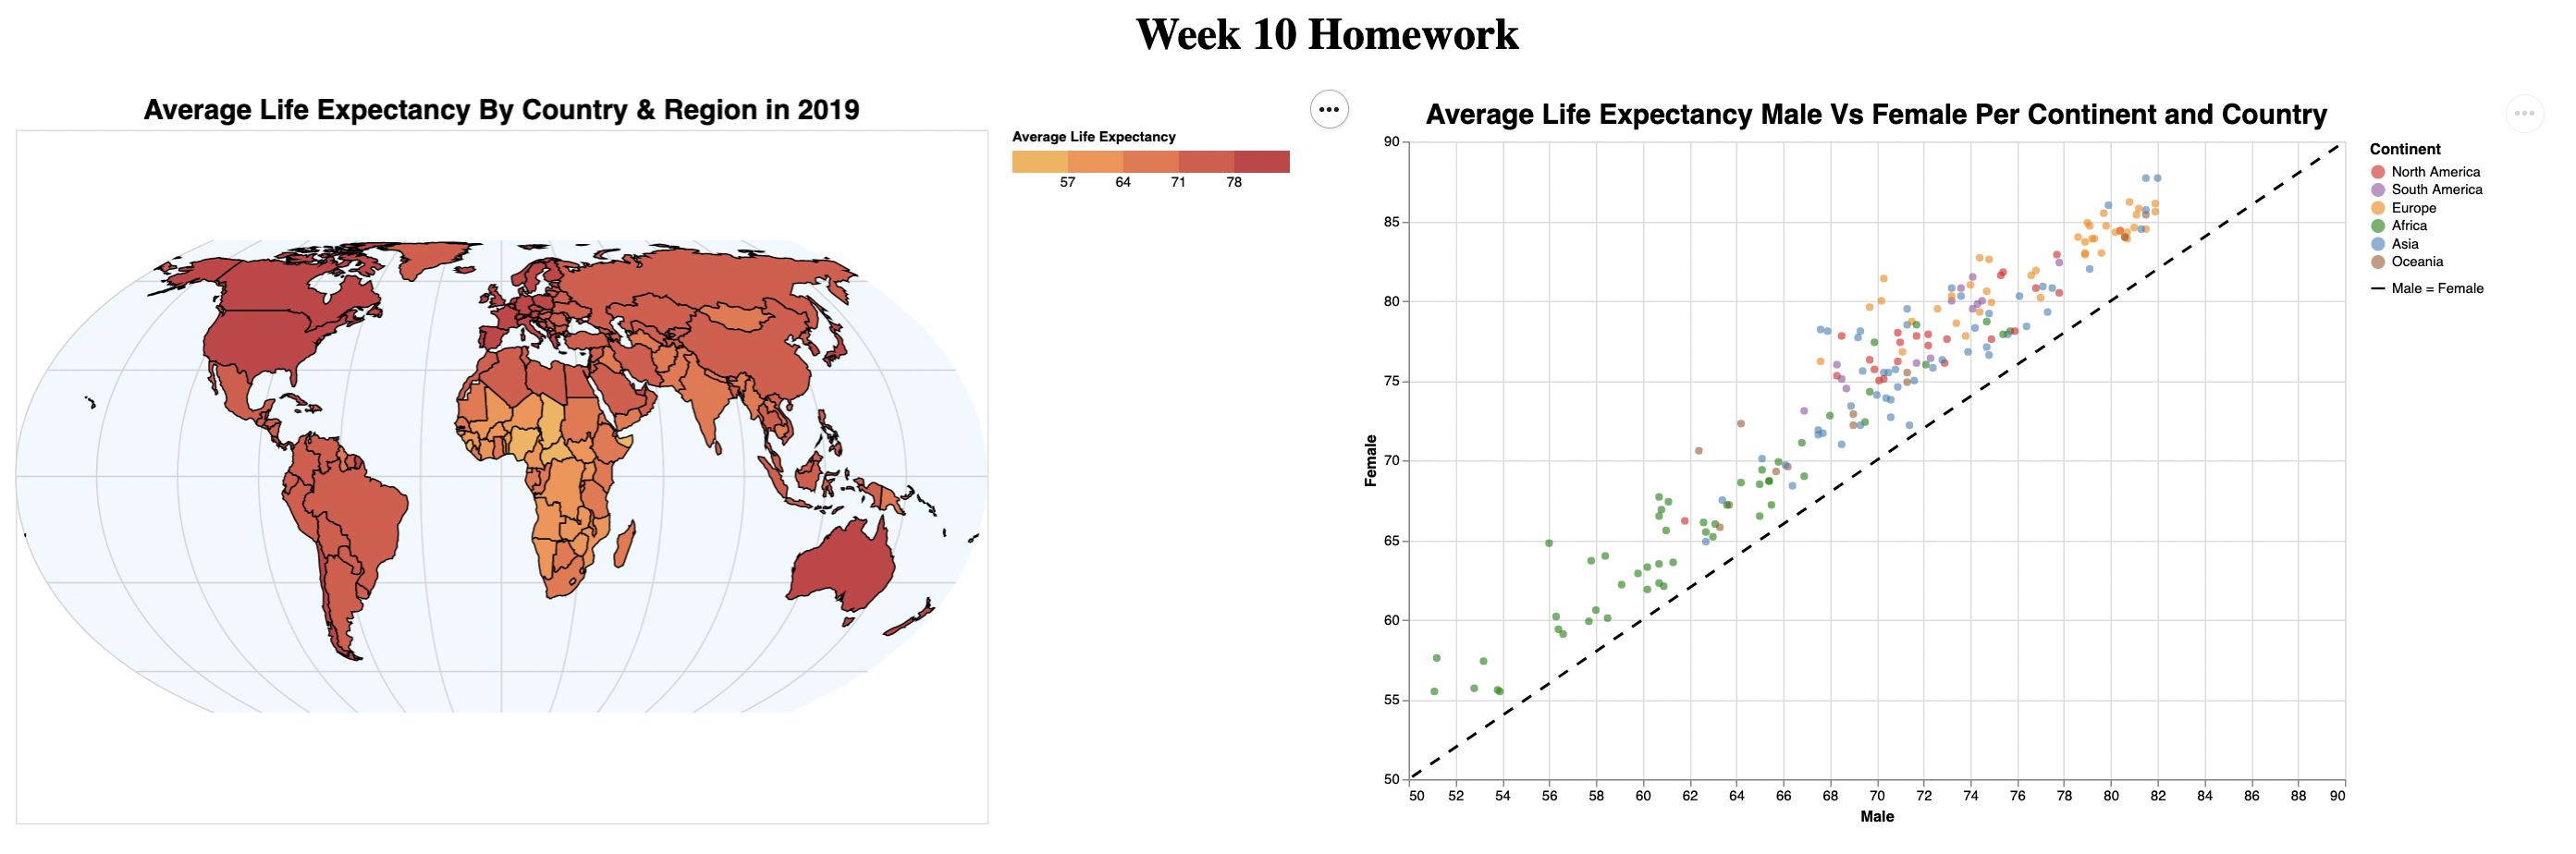 Week 10 Homework
Average Life Expectancy By Country & Region in 2019
Average Life Expectancy
57 64 71 78
Average Life Expectancy Male Vs Female Per Continent and Country
90
85
80
75
70
65
60
55
50
Female
50 52 54 56 58 60 62 64 66 68 70 72 74 76 78 80 82 84 86 88 90
Male
Continent
North America
South America
Europe
Africa
Asia
Oceania
Male = Female